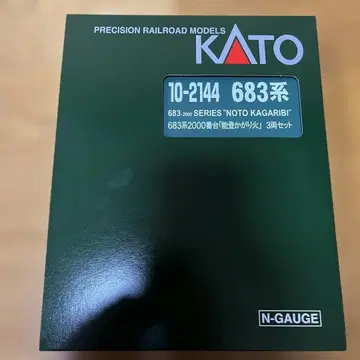 PRECISION RAILROAD MODELS
KATO
10-2144 683系
683-2000 SERIES "NOTO KAGARIBI"
683系2000番台「能登かがり火」 3両セット
N-GAUGE